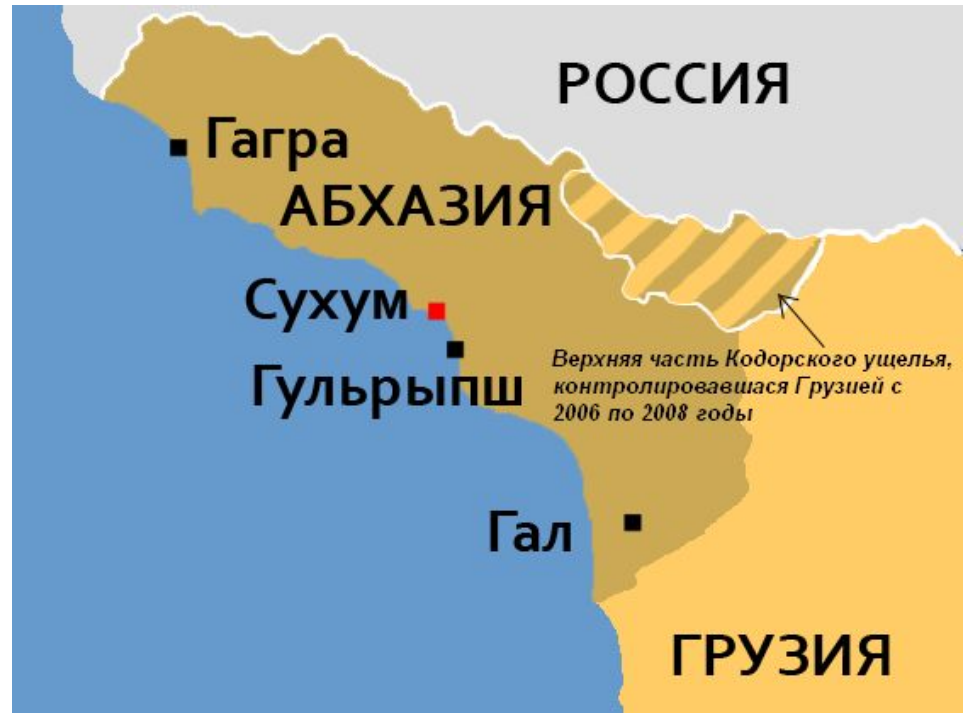 РОССИЯ
Гагра
АБХАЗИЯ
Сухум
Гульрыпш
Верхняя часть Кодорского ущелья,
контролировавшася Грузией с
2006 по 2008 годы
Гал
ГРУЗИЯ